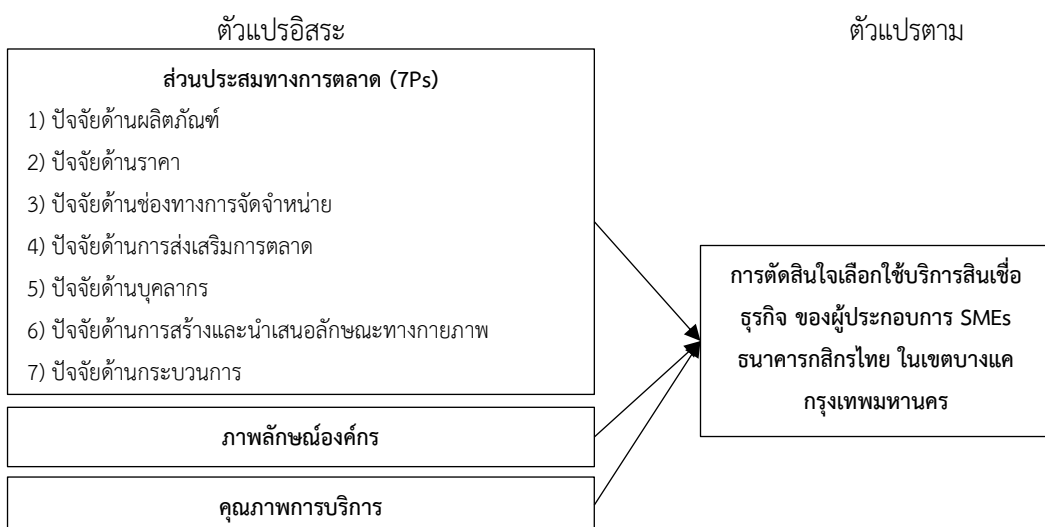 ตัวแปรอิสระ
ตัวแปรตาม
ส่วนประสมทางการตลาด (7Ps)
1) ปัจจัยด้านผลิตภัณฑ์
2) ปัจจัยด้านราคา
3) ปัจจัยด้านช่องทางการจัดจำหน่าย
4) ปัจจัยด้านการส่งเสริมการตลาด
5) ปัจจัยด้านบุคลากร
6) ปัจจัยด้านการสร้างและนำเสนอลักษณะทางกายภาพ
7) ปัจจัยด้านกระบวนการ
ภาพลักษณ์องค์กร
คุณภาพการบริการ
การตัดสินใจเลือกใช้บริการสินเชื่อ
ธุรกิจ ของผู้ประกอบการ SMEs
ธนาคารกสิกรไทย ในเขตบางแค
กรุงเทพมหานคร